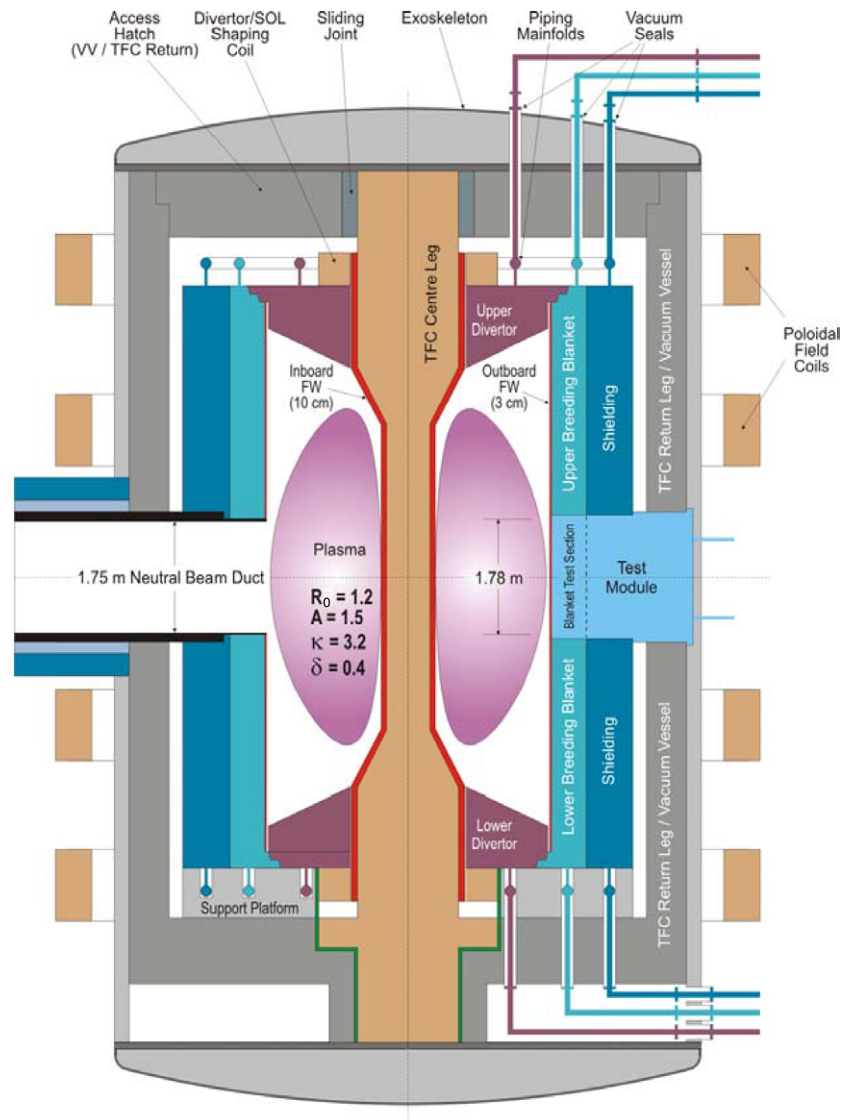 Access
Hatch
(VV / TFC Return)
Divertor/SOL
Shaping
Coil
Sliding
Joint
Exoskeleton
Piping
Mainfolds
Vacuum
Seals
TFC Centre Leg
Upper
Divertor
Inboard
FW
(10 cm)
Outboard
FW
(3 cm)
Upper Breeding Blanket
Shielding
TFC Return Leg / Vacuum Vessel
Poloidal
Field
Coils
1.75 m Neutral Beam Duct
Plasma
R₀ = 1.2
A = 1.5
κ = 3.2
δ = 0.4
1.78 m
Blanket Test Section
Test
Module
Lower Breeding Blanket
Shielding
TFC Return Leg / Vacuum Vessel
Lower
Divertor
Support Platform